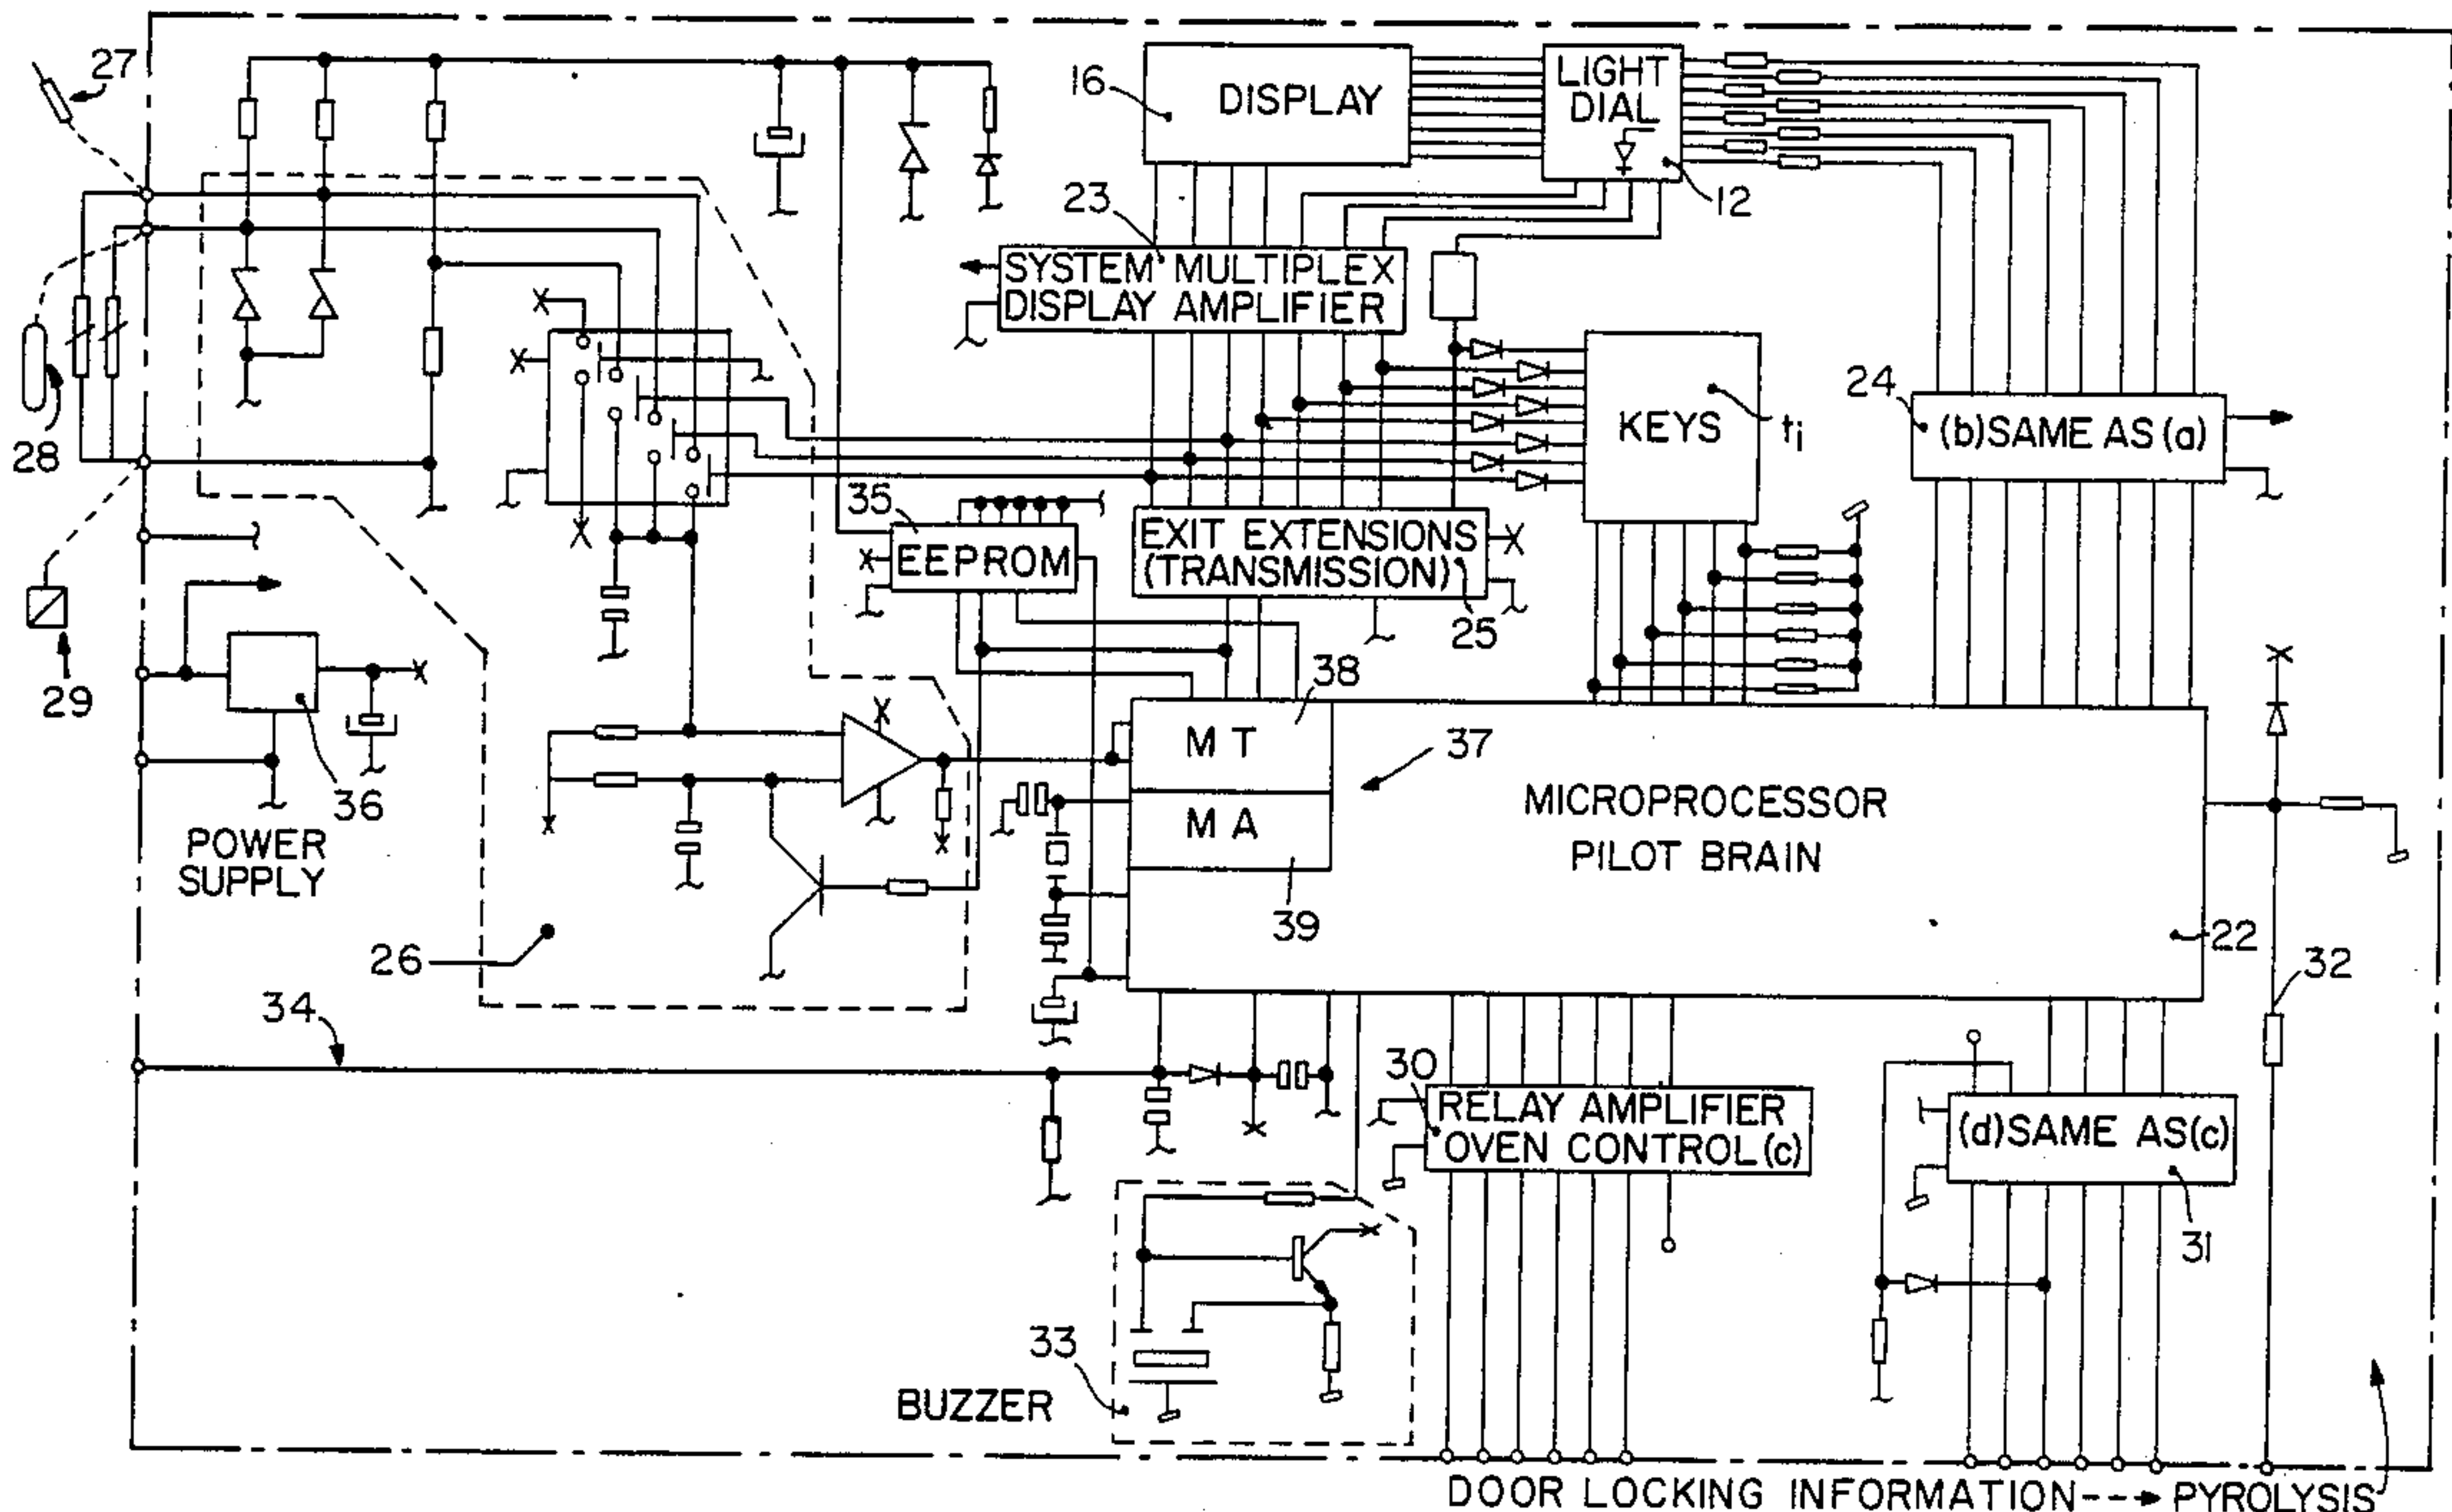 27
16
DISPLAY
LIGHT
DIAL
12
23
SYSTEM MULTIPLEX
DISPLAY AMPLIFIER
28
KEYS
ti
24
(b) SAME AS (a)
35
EEPROM
EXIT EXTENSIONS
(TRANSMISSION)
25
29
36
POWER
SUPPLY
38
MT
37
MA
39
MICROPROCESSOR
PILOT BRAIN
22
26
32
34
30
RELAY AMPLIFIER
OVEN CONTROL (c)
(d) SAME AS (c)
31
33
BUZZER
DOOR LOCKING INFORMATION---→PYROLYSIS